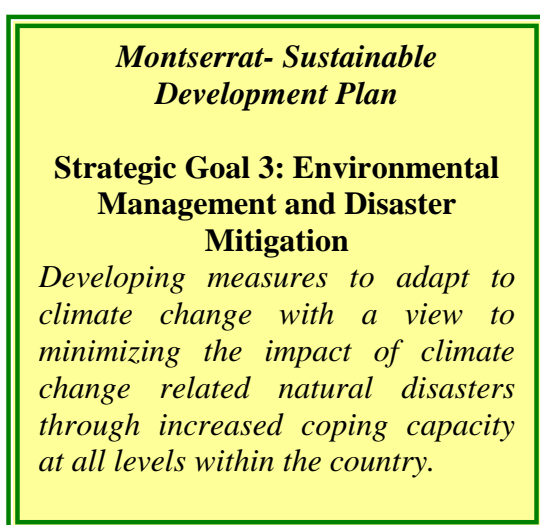 Montserrat- Sustainable
Development Plan
Strategic Goal 3: Environmental
Management and Disaster
Mitigation
Developing measures to adapt to
climate change with a view to
minimizing the impact of climate
change related natural disasters
through increased coping capacity
at all levels within the country.